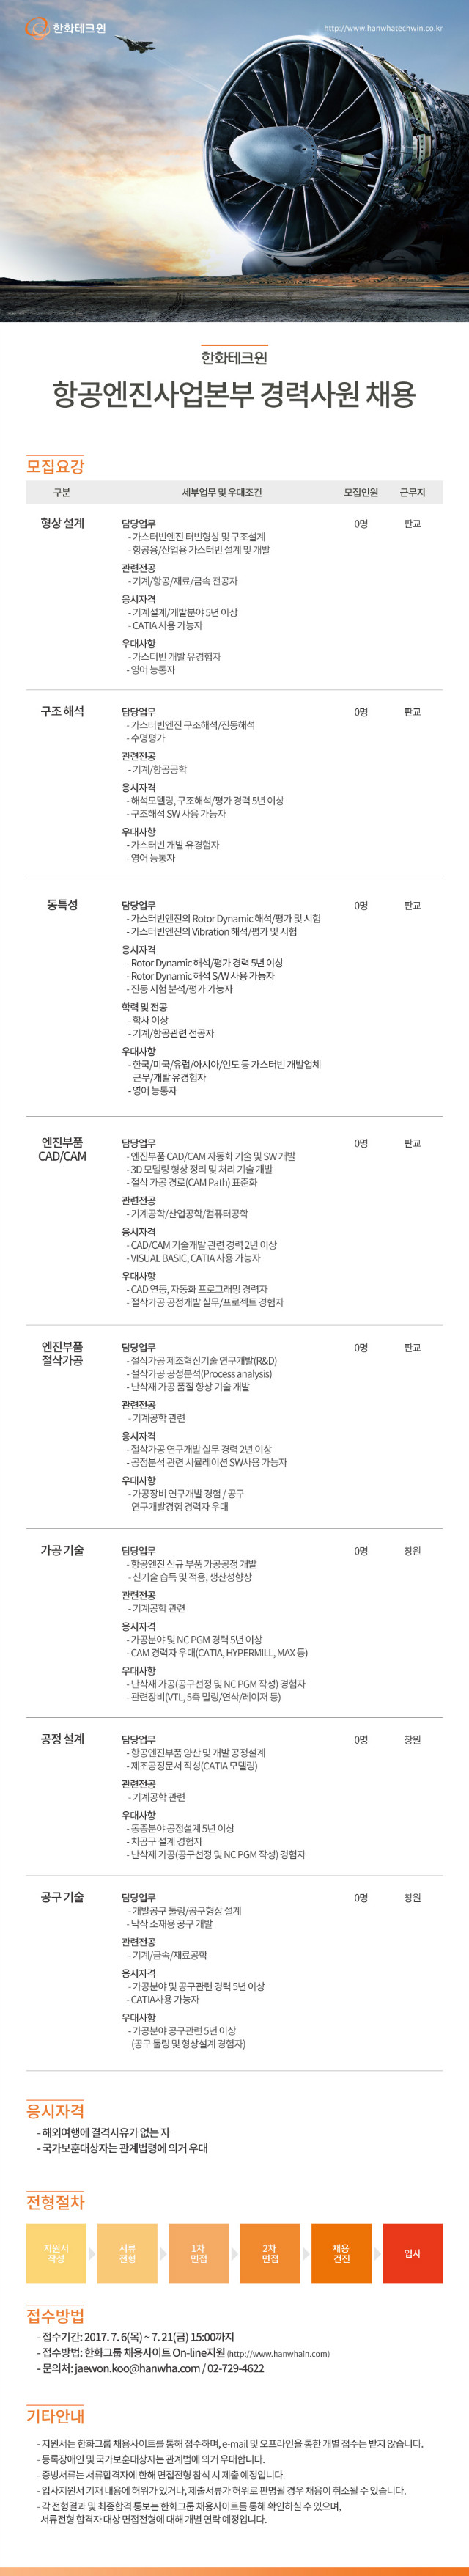 한화테크윈
http://www.hanwhatechwin.co.kr
한화테크윈
항공엔진사업본부 경력사원 채용
모집요강
구분 세부업무 및 우대조건 모집인원 근무지
형상 설계 담당업무 0명 판교
- 가스터빈엔진 터빈형상 및 구조설계
- 항공용/산업용 가스터빈 설계 및 개발
관련전공
- 기계/항공/재료/금속 전공자
응시자격
- 기계설계/개발분야 5년 이상
- CATIA 사용 가능자
우대사항
- 가스터빈 개발 유경험자
- 영어 능통자
구조 해석 담당업무 0명 판교
- 가스터빈엔진 구조해석/진동해석
- 수명평가
관련전공
- 기계/항공공학
응시자격
- 해석모델링, 구조해석/평가 경력 5년 이상
- 구조해석 SW 사용 가능자
우대사항
- 가스터빈 개발 유경험자
- 영어 능통자
동특성 담당업무 0명 판교
- 가스터빈엔진의 Rotor Dynamic 해석/평가 및 시험
- 가스터빈엔진의 Vibration 해석/평가 및 시험
응시자격
- Rotor Dynamic 해석/평가 경력 5년 이상
- Rotor Dynamic 해석 S/W 사용 가능자
- 진동 시험 분석/평가 가능자
학력 및 전공
- 학사 이상
- 기계/항공관련 전공자
우대사항
- 한국/미국/유럽/아시아/인도 등 가스터빈 개발업체
근무/개발 유경험자
- 영어 능통자
엔진부품 담당업무 0명 판교
CAD/CAM - 엔진부품 CAD/CAM 자동화 기술 및 SW 개발
- 3D 모델링 형상 정리 및 처리 기술 개발
- 절삭 가공 경로(CAM Path) 표준화
관련전공
- 기계공학/산업공학/컴퓨터공학
응시자격
- CAD/CAM 기술개발 관련 경력 2년 이상
- VISUAL BASIC, CATIA 사용 가능자
우대사항
- CAD 연동, 자동화 프로그래밍 경력자
- 절삭가공 공정개발 실무/프로젝트 경험자
엔진부품 담당업무 0명 판교
절삭가공 - 절삭가공 제조혁신기술 연구개발(R&D)
- 절삭가공 공정분석(Process analysis)
- 난삭재 가공 품질 향상 기술 개발
관련전공
- 기계공학 관련
응시자격
- 절삭가공 연구개발 실무 경력 2년 이상
- 공정분석 관련 시뮬레이션 SW사용 가능자
우대사항
- 가공장비 연구개발 경험 / 공구
연구개발경험 경력자 우대
가공 기술 담당업무 0명 창원
- 항공엔진 신규 부품 가공공정 개발
- 신기술 습득 및 적용, 생산성향상
관련전공
- 기계공학 관련
응시자격
- 가공분야 및 NC PGM 경력 5년 이상
- CAM 경력자 우대(CATIA, HYPERMILL, MAX 등)
우대사항
- 난삭재 가공(공구선정 및 NC PGM 작성) 경험자
- 관련장비(VTL, 5축 밀링/연삭/레이저 등)
공정 설계 담당업무 0명 창원
- 항공엔진부품 양산 및 개발 공정설계
- 제조공정문서 작성(CATIA 모델링)
관련전공
- 기계공학 관련
우대사항
- 동종분야 공정설계 5년 이상
- 치공구 설계 경험자
- 난삭재 가공(공구선정 및 NC PGM 작성) 경험자
공구 기술 담당업무 0명 창원
- 개발공구 툴링/공구형상 설계
- 낙삭 소재용 공구 개발
관련전공
- 기계/금속/재료공학
응시자격
- 가공분야 및 공구관련 경력 5년 이상
- CATIA사용 가능자
우대사항
- 가공분야 공구관련 5년 이상
(공구 툴링 및 형상설계 경험자)
응시자격
- 해외여행에 결격사유가 없는 자
- 국가보훈대상자는 관계법령에 의거 우대
전형절차
지원서 작성
서류 전형
1차 면접
2차 면접
채용 건진
입사
접수방법
- 접수기간: 2017. 7. 6(목) ~ 7. 21(금) 15:00까지
- 접수방법: 한화그룹 채용사이트 On-line지원 (http://www.hanwhain.com)
- 문의처: jaewon.koo@hanwha.com / 02-729-4622
기타안내
- 지원서는 한화그룹 채용사이트를 통해 접수하며, e-mail 및 오프라인을 통한 개별 접수는 받지 않습니다.
- 등록장애인 및 국가보훈대상자는 관계법에 의거 우대합니다.
- 증빙서류는 서류합격자에 한해 면접전형 참석 시 제출 예정입니다.
- 입사지원서 기재 내용에 허위가 있거나, 제출서류가 허위로 판명될 경우 채용이 취소될 수 있습니다.
- 각 전형결과 및 최종합격 통보는 한화그룹 채용사이트를 통해 확인하실 수 있으며,
서류전형 합격자 대상 면접전형에 대해 개별 연락 예정입니다.